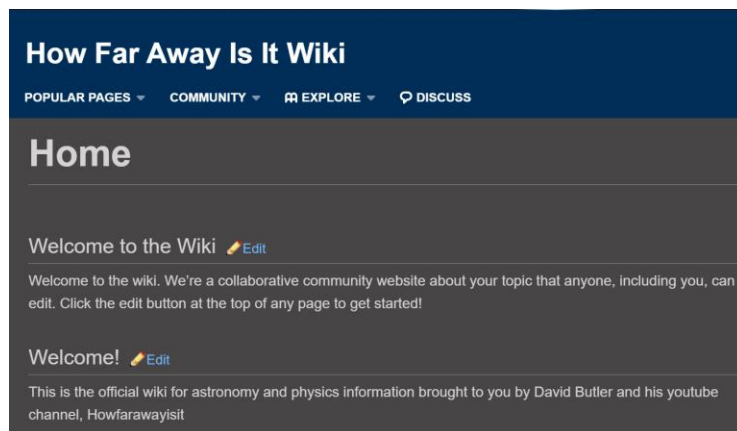 How Far Away Is It Wiki
POPULAR PAGES COMMUNITY EXPLORE DISCUSS
Home
Welcome to the Wiki Edit
Welcome to the wiki. We're a collaborative community website about your topic that anyone, including you, can
edit. Click the edit button at the top of any page to get started!
Welcome! Edit
This is the official wiki for astronomy and physics information brought to you by David Butler and his youtube
channel, Howfarawayisit